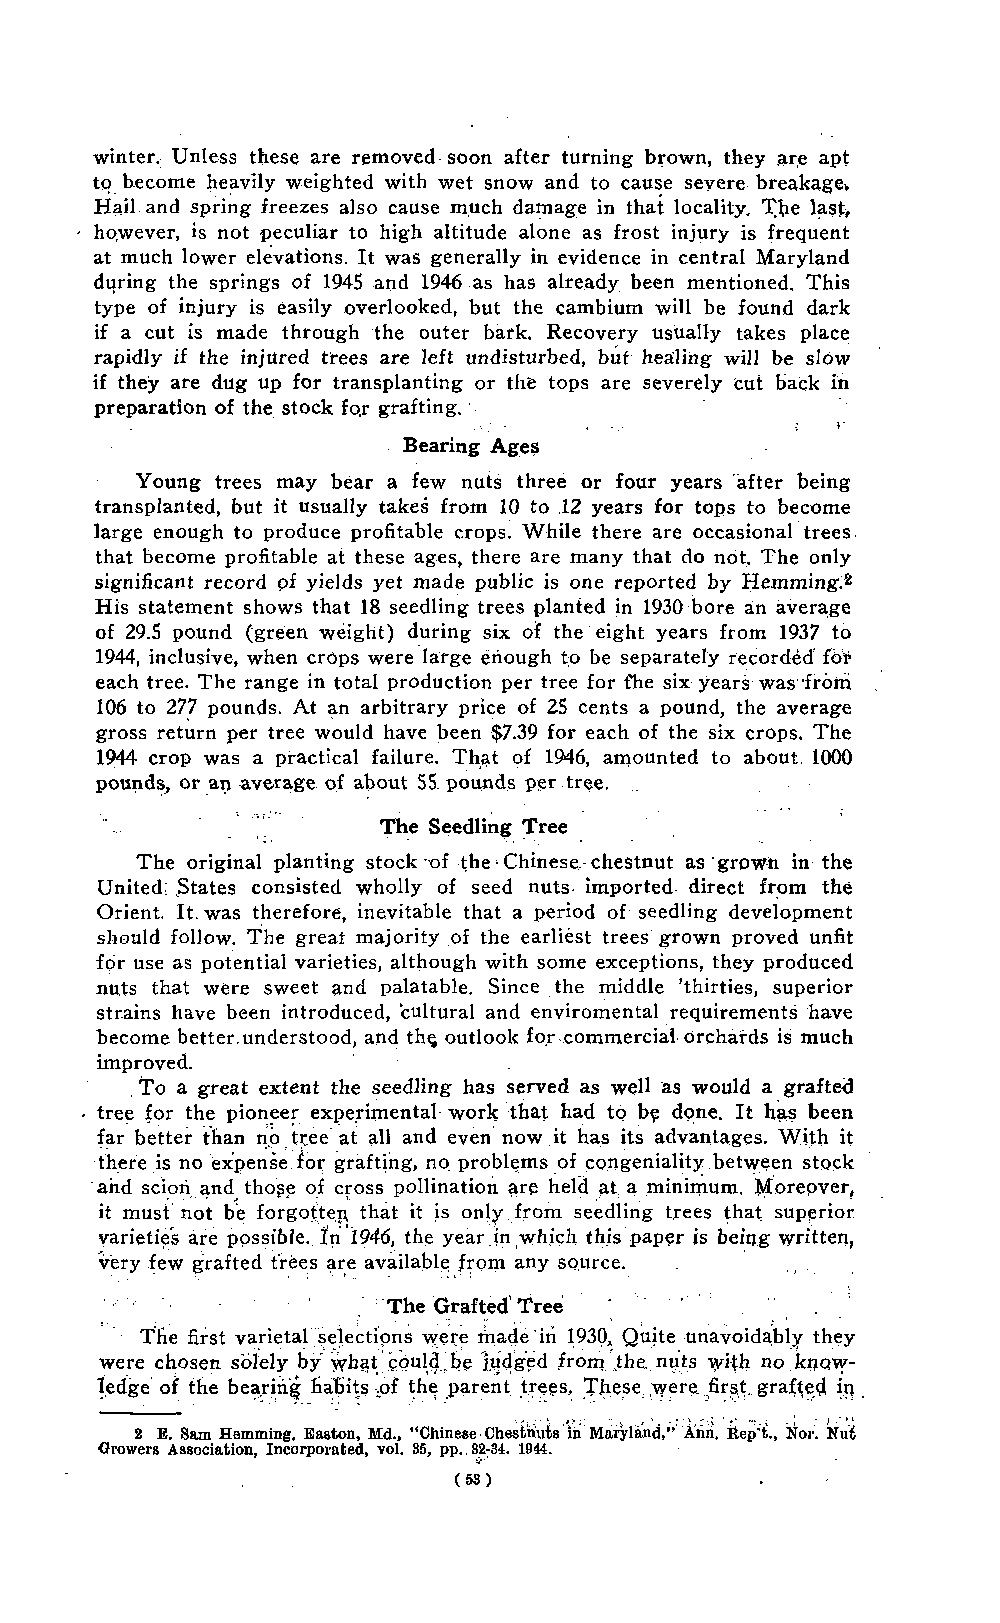 winter. Unless these are removed soon after turning brown, they are apt
to become heavily weighted with wet snow and to cause severe breakage.
Hail and spring freezes also cause much damage in that locality. The last,
however, is not peculiar to high altitude alone as frost injury is frequent
at much lower elevations. It was generally in evidence in central Maryland
during the springs of 1945 and 1946 as has already been mentioned. This
type of injury is easily overlooked, but the cambium will be found dark
if a cut is made through the outer bark. Recovery usually takes place
rapidly if the injured trees are left undisturbed, but healing will be slow
if they are dug up for transplanting or the tops are severely cut back in
preparation of the stock for grafting.
Bearing Ages
Young trees may bear a few nuts three or four years after being
transplanted, but it usually takes from 10 to 12 years for tops to become
large enough to produce profitable crops. While there are occasional trees
that become profitable at these ages, there are many that do not. The only
significant record of yields yet made public is one reported by Hemming.2
His statement shows that 18 seedling trees planted in 1930 bore an average
of 29.5 pound (green weight) during six of the eight years from 1937 to
1944, inclusive, when crops were large enough to be separately recorded for
each tree. The range in total production per tree for the six years was from
106 to 277 pounds. At an arbitrary price of 25 cents a pound, the average
gross return per tree would have been $7.39 for each of the six crops. The
1944 crop was a practical failure. That of 1946, amounted to about 1000
pounds, or an average of about 55 pounds per tree.
The Seedling Tree
The original planting stock of the Chinese chestnut as grown in the
United States consisted wholly of seed nuts imported direct from the
Orient. It was therefore, inevitable that a period of seedling development
should follow. The great majority of the earliest trees grown proved unfit
for use as potential varieties, although with some exceptions, they produced
nuts that were sweet and palatable. Since the middle 'thirties, superior
strains have been introduced, cultural and enviromental requirements have
become better understood, and the outlook for commercial orchards is much
improved.
To a great extent the seedling has served as well as would a grafted
tree for the pioneer experimental work that had to be done. It has been
far better than no tree at all and even now it has its advantages. With it
there is no expense for grafting, no problems of congeniality between stock
and scion and those of cross pollination are held at a minimum. Moreover,
it must not be forgotten that it is only from seedling trees that superior
varieties are possible. In 1946, the year in which this paper is being written,
very few grafted trees are available from any source.
The Grafted Tree
The first varietal selections were made in 1930. Quite unavoidably they
were chosen solely by what could be judged from the nuts with no know-
ledge of the bearing habits of the parent trees. These were first grafted in
2 E. Sam Hemming, Easton, Md., "Chinese Chestnuts in Maryland," Ann. Rep't., Nor. Nut
Growers Association, Incorporated, vol. 35, pp. 32-34. 1944.
(53)